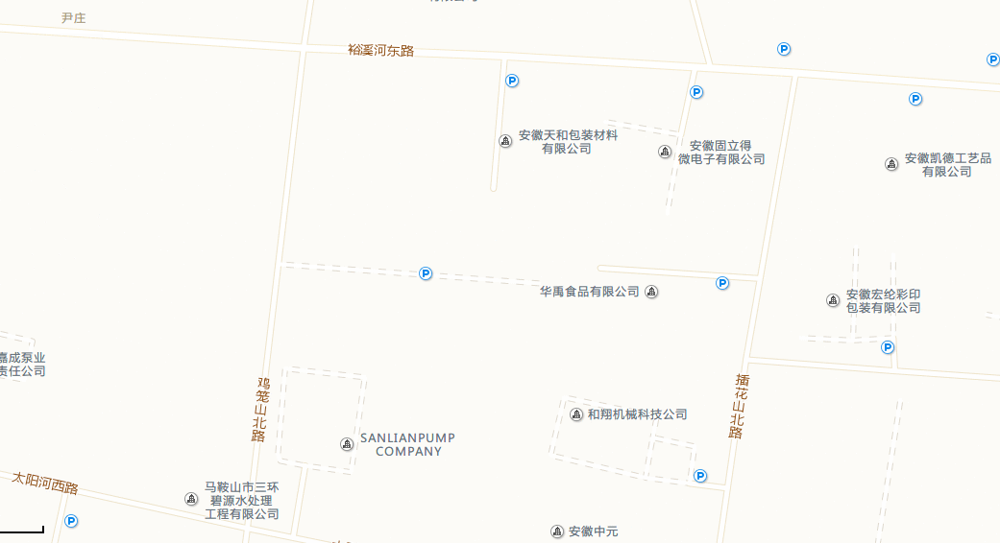 尹庄
裕溪河东路
P
P
P
P
P
安徽天和包装材料
有限公司
安徽固立得
微电子有限公司
安徽凯德工艺品
有限公司
P
P
华禹食品有限公司
安徽宏纶彩印
包装有限公司
P
嘉成泵业
责任公司
鸡笼山北路
插花山北路
和翔机械科技公司
SANLIANPUMP
COMPANY
太阳河西路
P
马鞍山市三环
碧源水处理
工程有限公司
P
安徽中元